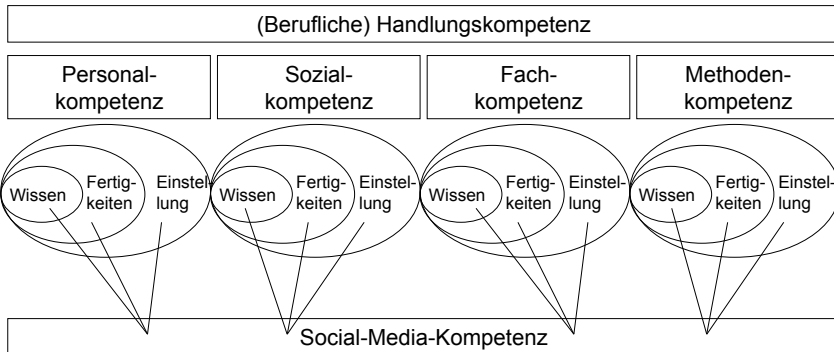 (Berufliche) Handlungskompetenz
Personal-
kompetenz
Sozial-
kompetenz
Fach-
kompetenz
Methoden-
kompetenz
Wissen
Fertig-
keiten
Einstel-
lung
Wissen
Fertig-
keiten
Einstel-
lung
Wissen
Fertig-
keiten
Einstel-
lung
Wissen
Fertig-
keiten
Einstel-
lung
Social-Media-Kompetenz